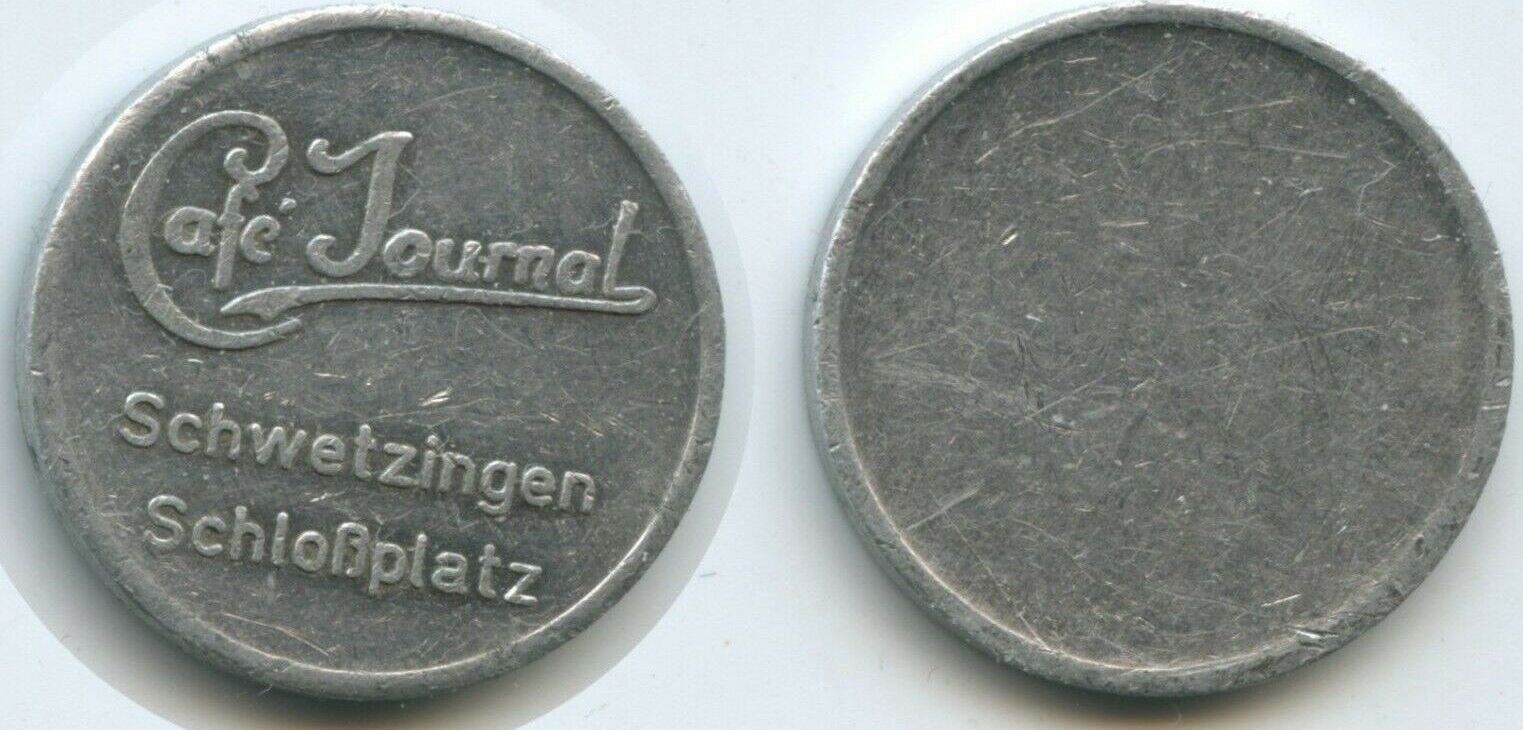 Café Journal
Schwetzingen
Schloßplatz